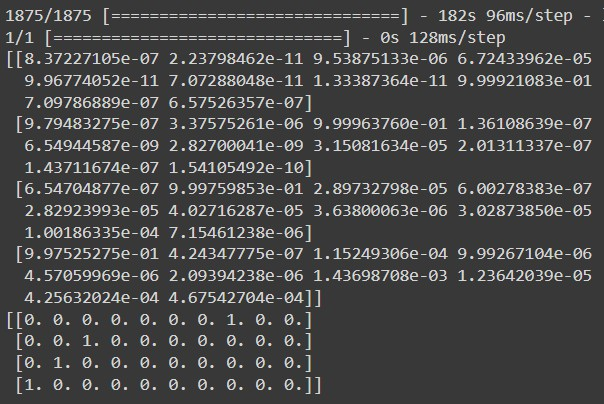 1875/1875 [==============================] - 182s 96ms/step -
1/1 [==============================] - 0s 128ms/step
[[8.37227105e-07 2.23798462e-11 9.53875133e-06 6.72433962e-05
9.96774052e-11 7.07288048e-11 1.33387364e-11 9.99921083e-01
7.09786889e-07 6.57526357e-07]
[9.79483275e-07 3.37575261e-06 9.99963760e-01 1.36108639e-07
6.54944587e-09 2.82700041e-09 3.15081634e-05 2.01311337e-07
1.43711674e-07 1.54105492e-10]
[6.54704877e-07 9.99759853e-01 2.89732798e-05 6.00278383e-07
2.82923993e-05 4.02716287e-05 3.63800063e-06 3.02873850e-05
1.00186335e-04 7.15461238e-06]
[9.97525275e-01 4.24347775e-07 1.15249306e-04 9.99267104e-06
4.57059969e-06 2.09394238e-06 1.43698708e-03 1.23642039e-05
4.25632024e-04 4.67542704e-04]]
[[0. 0. 0. 0. 0. 0. 0. 1. 0. 0.]
[0. 0. 1. 0. 0. 0. 0. 0. 0. 0.]
[0. 1. 0. 0. 0. 0. 0. 0. 0. 0.]
[1. 0. 0. 0. 0. 0. 0. 0. 0. 0.]]